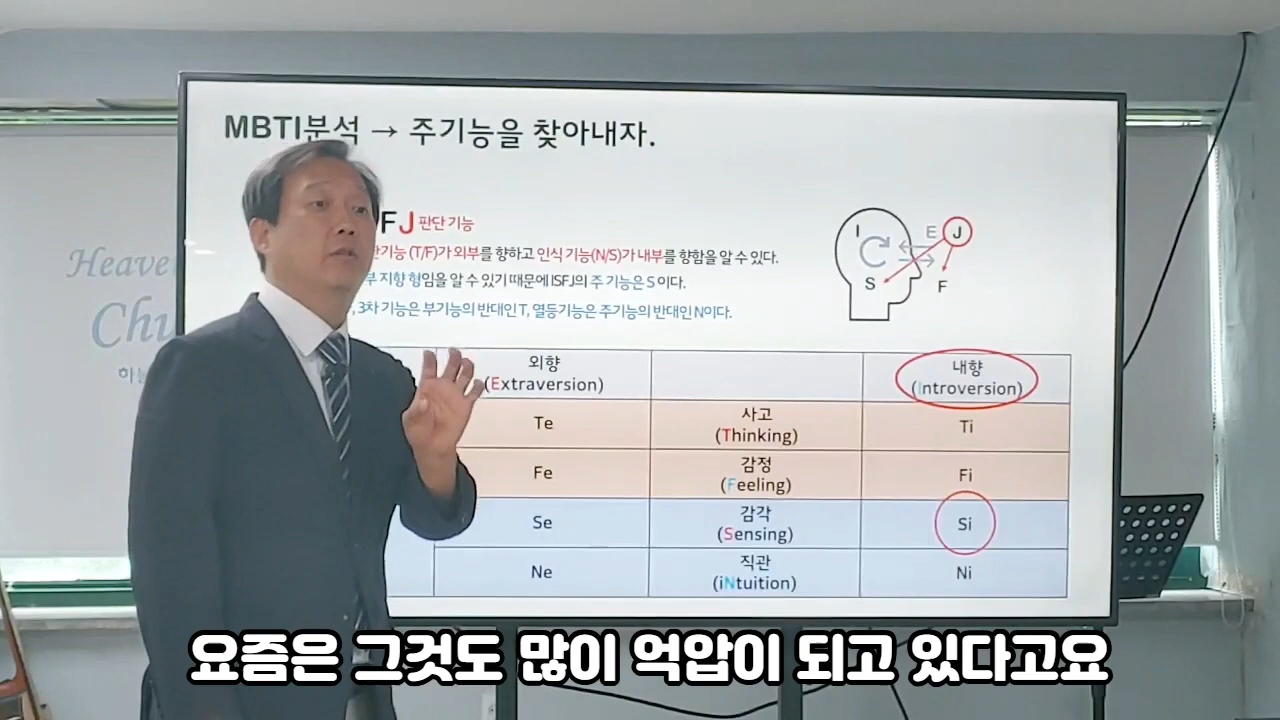 MBTI분석 → 주기능을 찾아내자.
FJ 판단 기능
기능 (T/F)가 외부를 향하고 인식 기능(N/S)가 내부를 향함을 알 수 있다.
지향 형임을 알 수 있기 때문에 ISFJ의 주 기능은 S 이다.
, 3차 기능은 부기능의 반대인 T, 열등기능은 주기능의 반대인 N이다.
I E J
S F
외향 내향
(Extraversion) (Introversion)
Te 사고 Ti
(Thinking)
Fe 감정 Fi
(Feeling)
Se 감각 Si
(Sensing)
Ne 직관 Ni
(iNtuition)
Heave
Chu
하늘
요즘은 그것도 많이 억압이 되고 있다고요